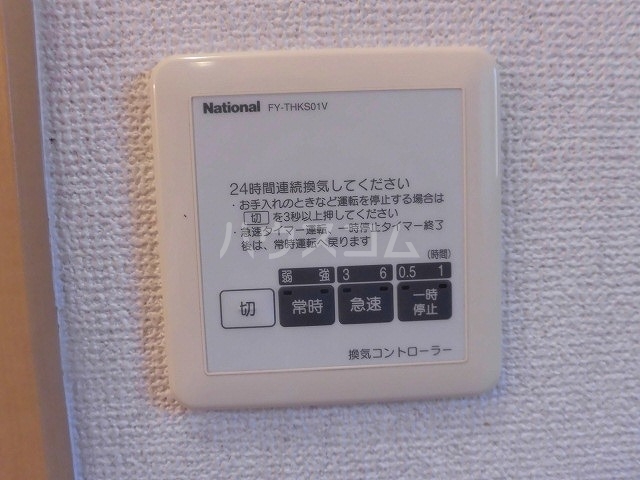 National FY-THKS01V
24時間連続換気してください
・お手入れのときなど運転を停止する場合は
切 を3秒以上押してください
・急速タイマー運転、一時停止タイマー終了
後は、常時運転へ戻ります
(時間)
弱 強 3 6 0.5 1
切 常時 急速 一時
停止
換気コントローラー
ハウスコム